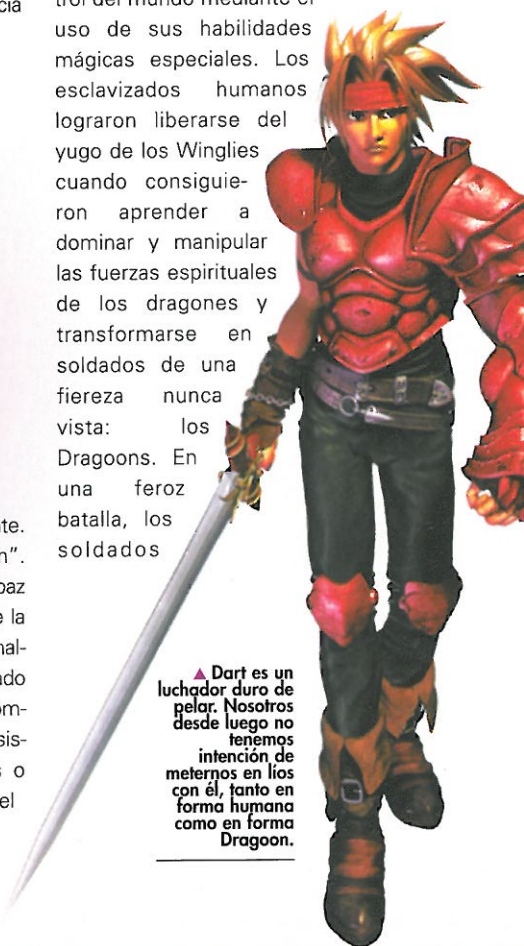 cia
nte.
n".
paz
e la
nal-
ado
om-
sis-
s o
el
trol del mundo mediante el
uso de sus habilidades
mágicas especiales. Los
esclavizados humanos
lograron liberarse del
yugo de los Winglies
cuando consiguie-
ron aprender a
dominar y manipular
las fuerzas espirituales
de los dragones y
transformarse en
soldados de una
fiereza nunca
vista: los
Dragoons. En
una feroz
batalla, los
soldados
▲ Dart es un
luchador duro de
pelar. Nosotros
desde luego no
tenemos
intención de
meternos en líos
con él, tanto en
forma humana
como en forma
Dragoon.